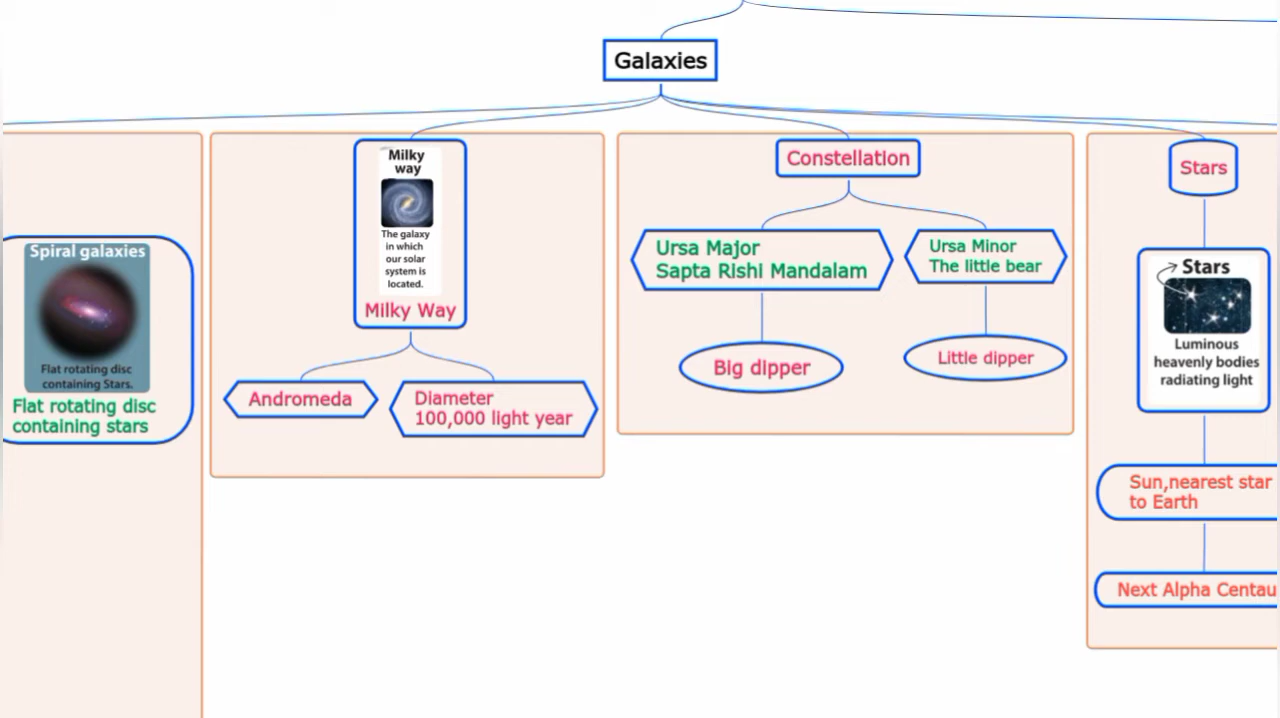 Galaxies
Spiral galaxies
Flat rotating disc
containing Stars.
Flat rotating disc
containing stars
Milky
way
The galaxy
in which
our solar
system is
located.
Milky Way
Andromeda
Diameter
100,000 light year
Constellation
Ursa Major
Sapta Rishi Mandalam
Big dipper
Ursa Minor
The little bear
Little dipper
Stars
Stars
Luminous
heavenly bodies
radiating light
Sun,nearest star
to Earth
Next Alpha Centau